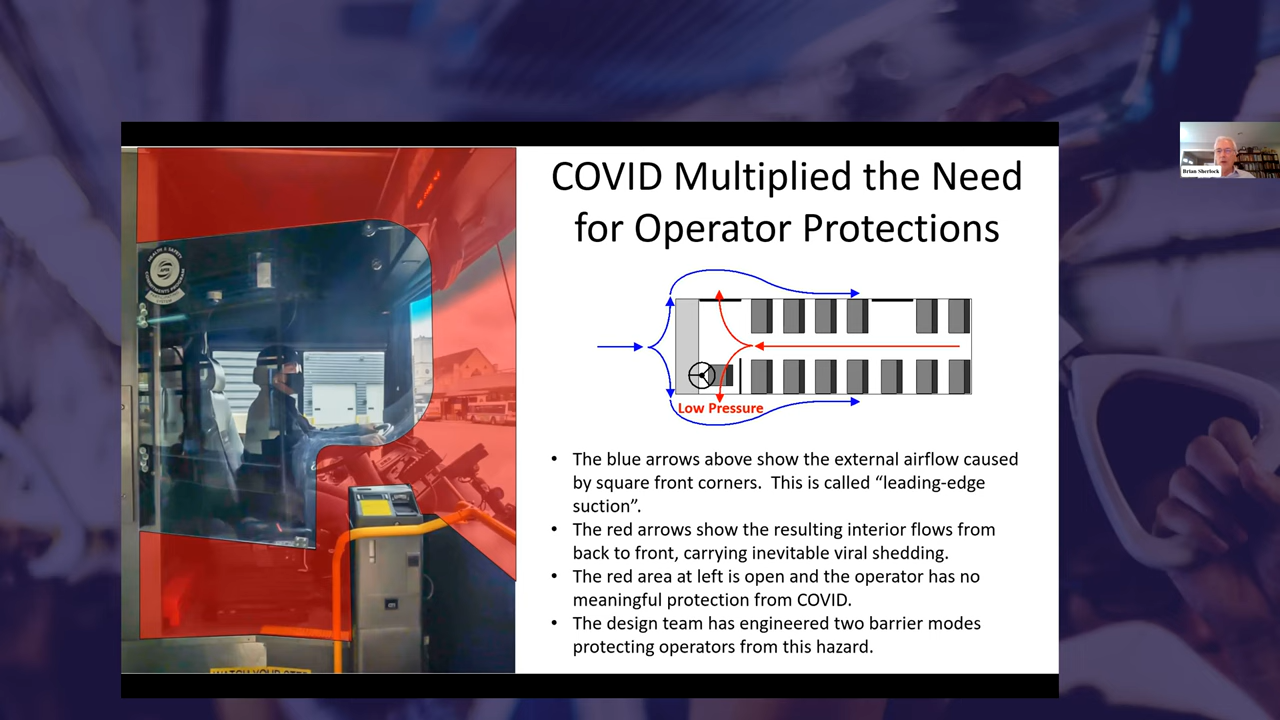 COVID Multiplied the Need
for Operator Protections
Low Pressure
• The blue arrows above show the external airflow caused
by square front corners. This is called “leading-edge
suction”.
• The red arrows show the resulting interior flows from
back to front, carrying inevitable viral shedding.
• The red area at left is open and the operator has no
meaningful protection from COVID.
• The design team has engineered two barrier modes
protecting operators from this hazard.
HEALTH & SAFETY
WATCH YOUR STEP
Brian Sherlock